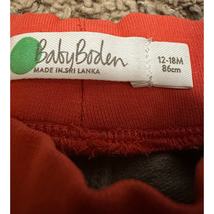 Baby Boden
MADE IN SRI LANKA
12-18M
86cm